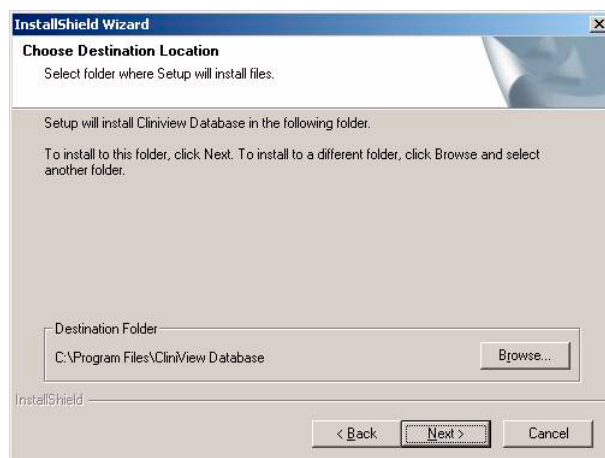 InstallShield Wizard
Choose Destination Location
Select folder where Setup will install files.
Setup will install Cliniview Database in the following folder.
To install to this folder, click Next. To install to a different folder, click Browse and select
another folder.
Destination Folder
C:\Program Files\CliniView Database
Browse...
InstallShield
< Back
Next >
Cancel